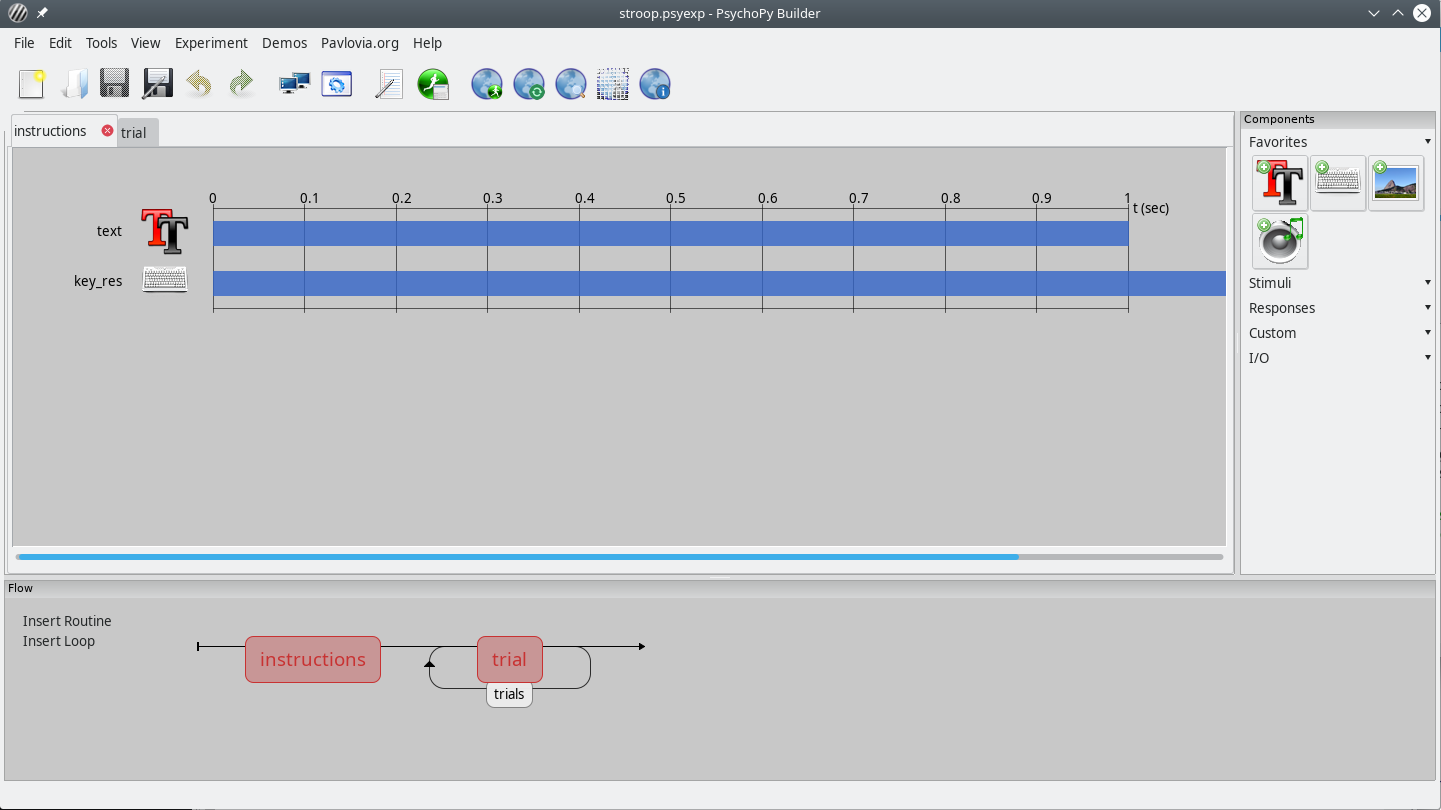 stroop.psyexp - PsychoPy Builder
File Edit Tools View Experiment Demos Pavlovia.org Help
instructions trial
Components
Favorites
0 0.1 0.2 0.3 0.4 0.5 0.6 0.7 0.8 0.9 1
t (sec)
text
key_res
Stimuli
Responses
Custom
I/O
Flow
Insert Routine
Insert Loop
instructions
trial
trials